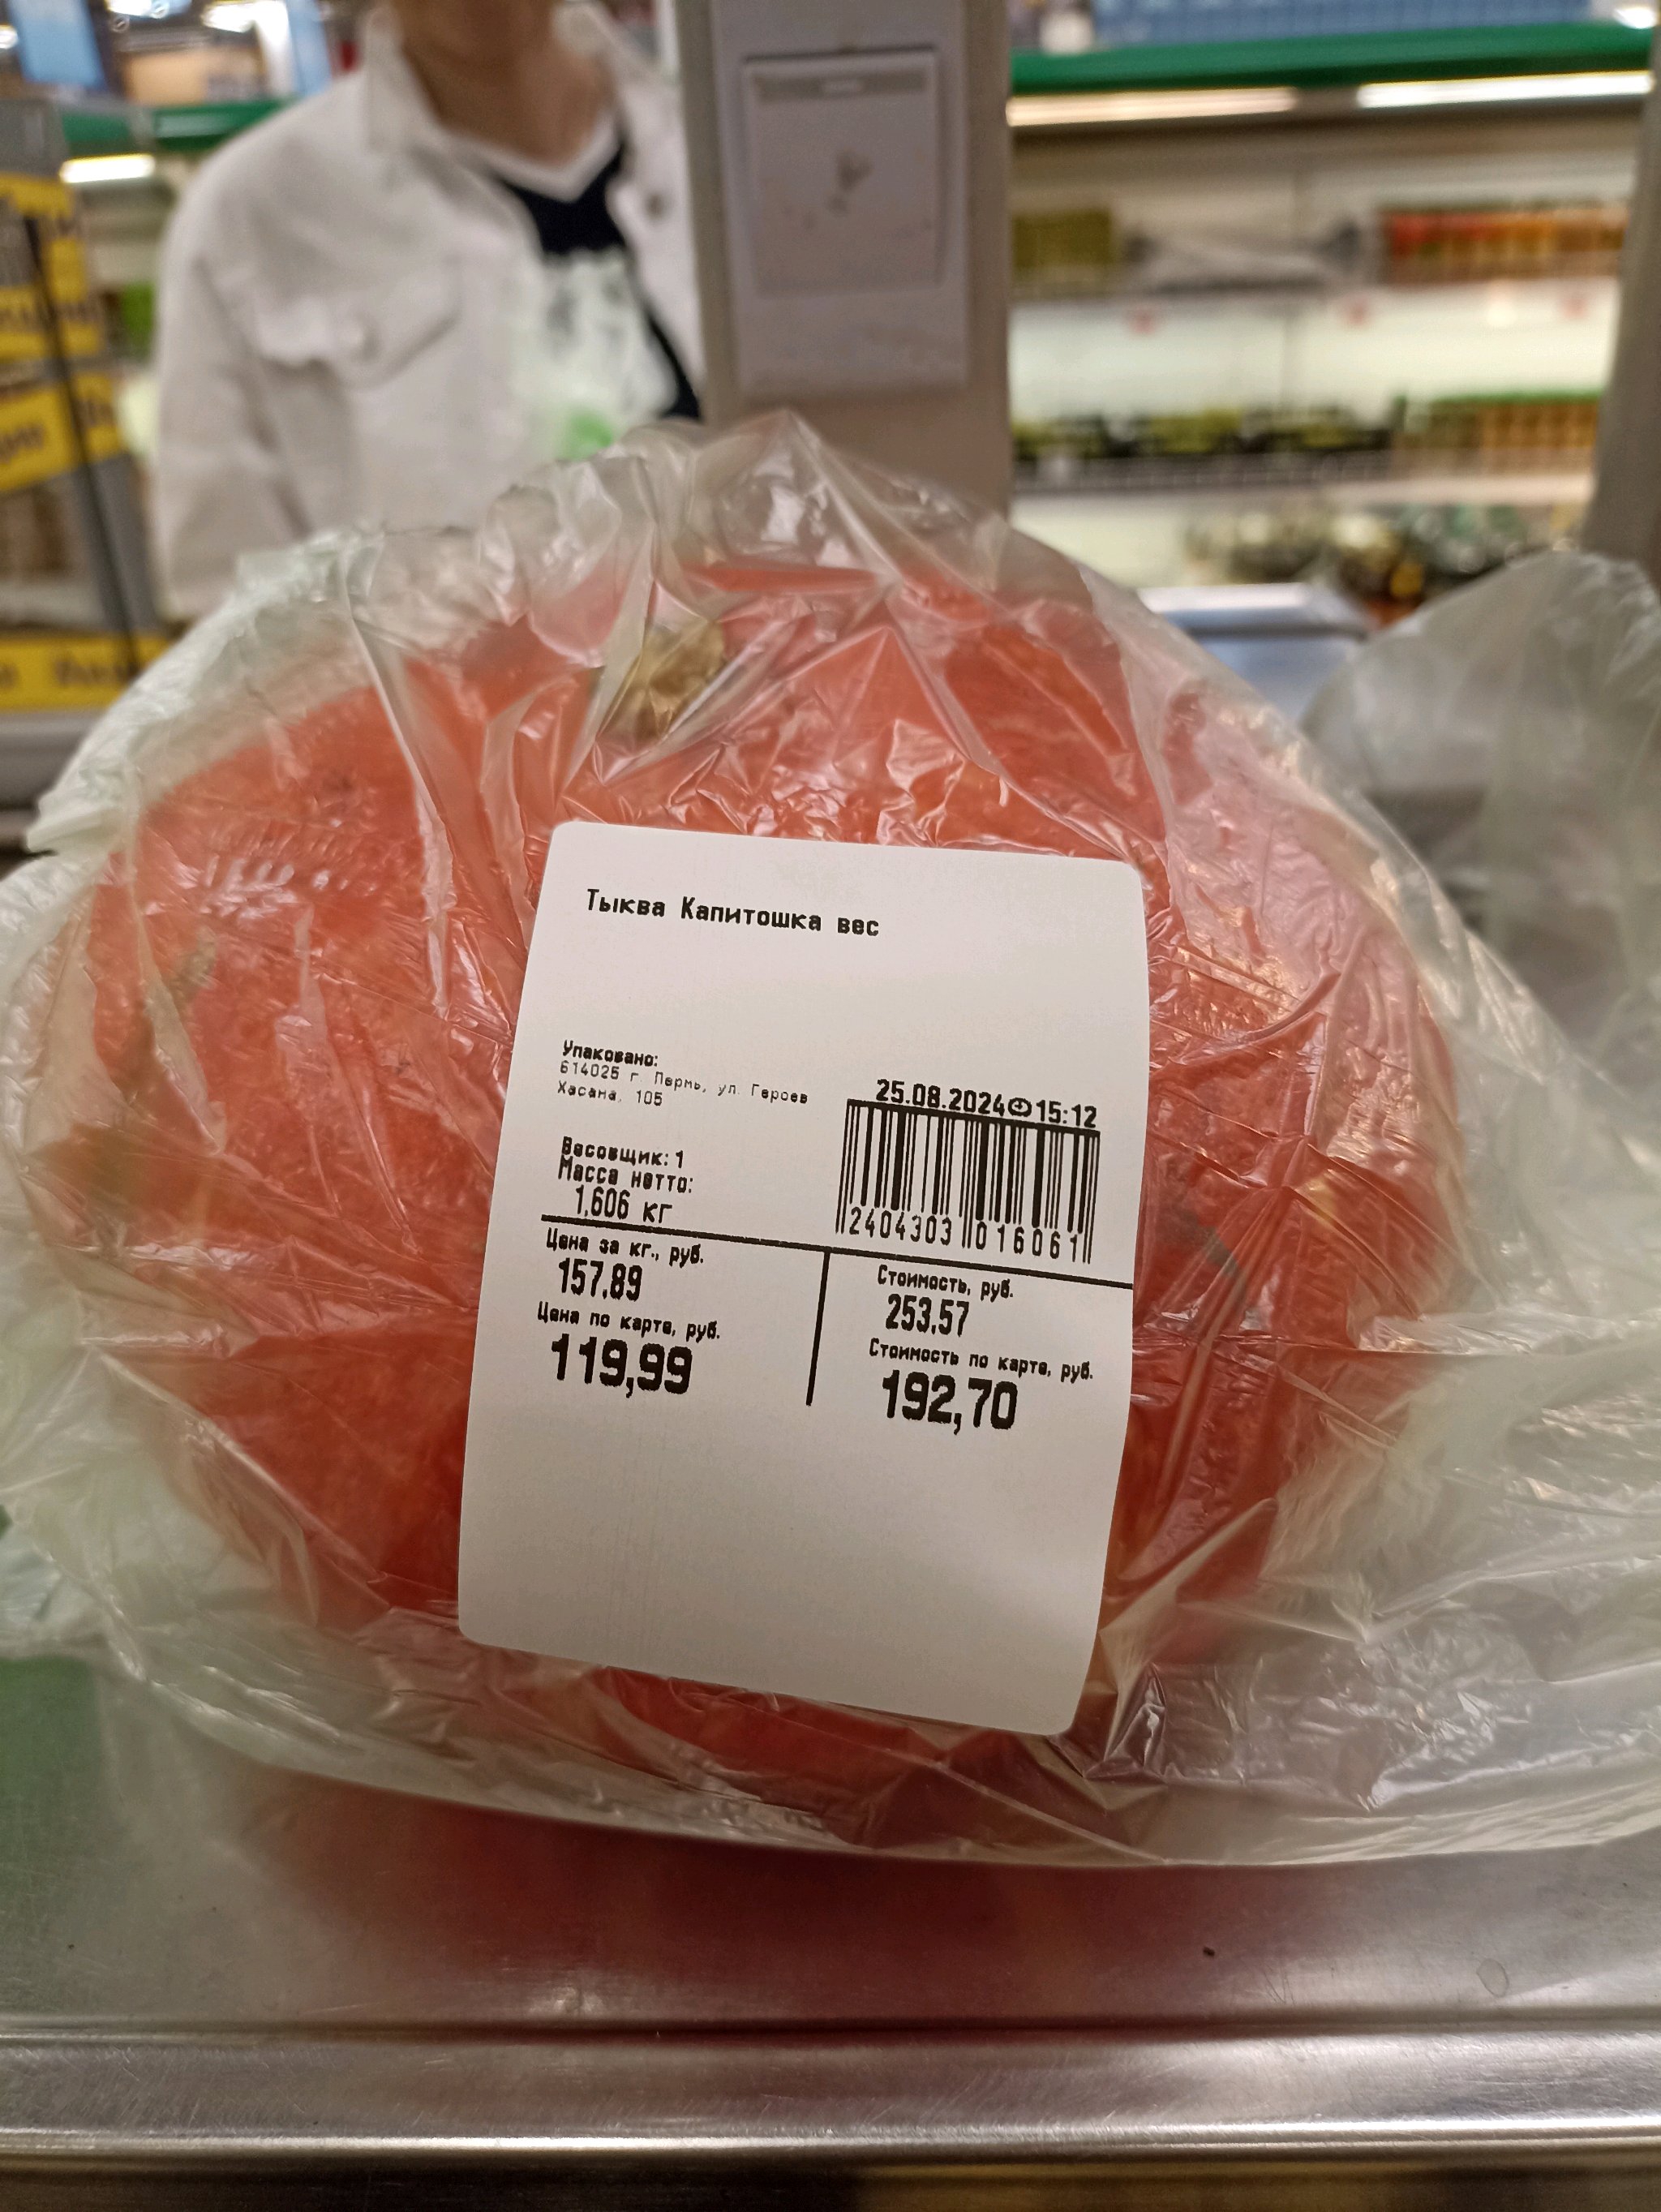 Тыква Капитошка вес
Упаковано:
614025 г. Пермь, ул. Героев
Хасана, 105
25.08.2024 15:12
2404303 016061
Весовщик: 1
Масса нетто:
1,606 кг
Цена за кг., руб.
157,89
Цена по карте, руб.
119,99
Стоимость, руб.
253,57
Стоимость по карте, руб.
192,70